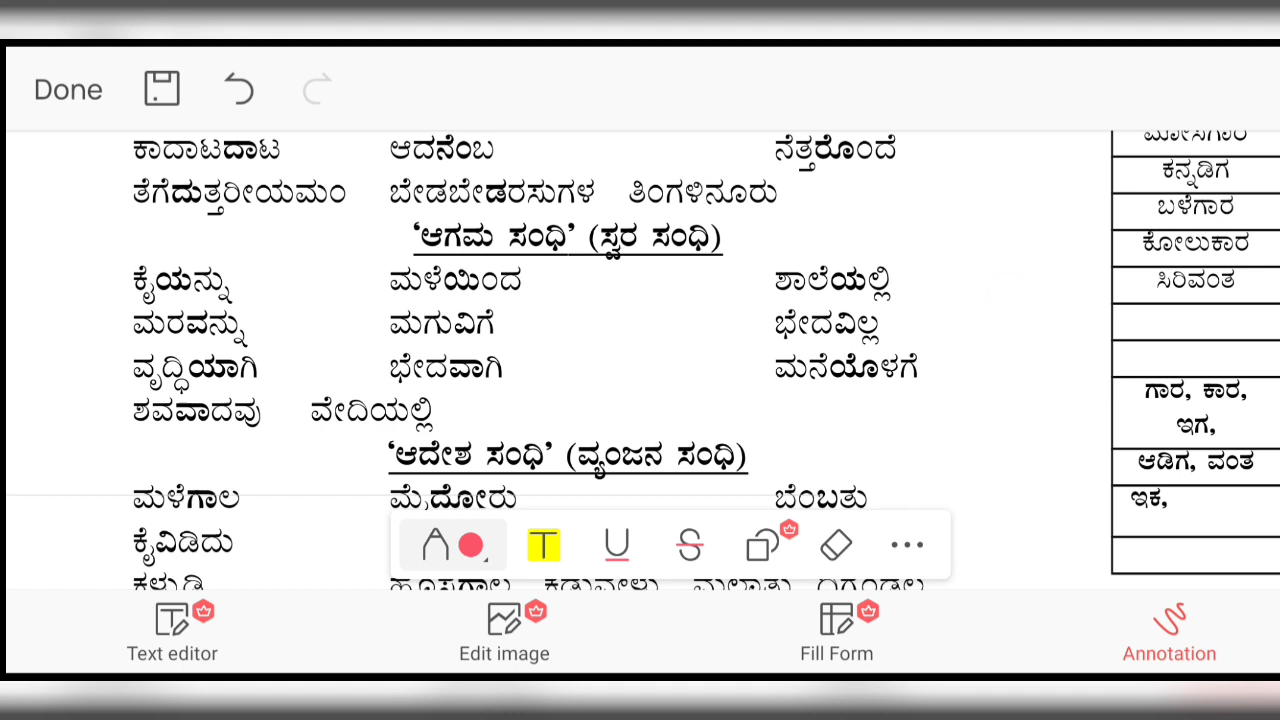 Done
ಕಾದಾಟದಾಟ ಆದನೆಂಬ ನೆತ್ತರೊಂದೆ
ತೆಗೆದುತ್ತರೀಯಮಂ ಬೇಡಬೇಡರಸುಗಳ ತಿಂಗಳಿನೂರು
‘ಆಗಮ ಸಂಧಿ’ (ಸ್ವರ ಸಂಧಿ)
ಕೈಯನ್ನು ಮಳೆಯಿಂದ ಶಾಲೆಯಲ್ಲಿ
ಮರವನ್ನು ಮಗುವಿಗೆ ಭೇದವಿಲ್ಲ
ವೃದ್ಧಿಯಾಗಿ ಭೇದವಾಗಿ ಮನೆಯೊಳಗೆ
ಶವವಾದವು ವೇದಿಯಲ್ಲಿ
‘ಆದೇಶ ಸಂಧಿ’ (ವ್ಯಂಜನ ಸಂಧಿ)
ಮಳೆಗಾಲ ಮೈದೋರು ಬೆಂಬತು
ಕೈವಿಡಿದು
ಮೋಸಗಾರ
ಕನ್ನಡಿಗ
ಬಳೆಗಾರ
ಕೋಲುಕಾರ
ಸಿರಿವಂತ
ಗಾರ, ಕಾರ,
ಇಗ,
ಆಡಿಗ, ವಂತ
ಇಕ,
Text editor
Edit image
Fill Form
Annotation